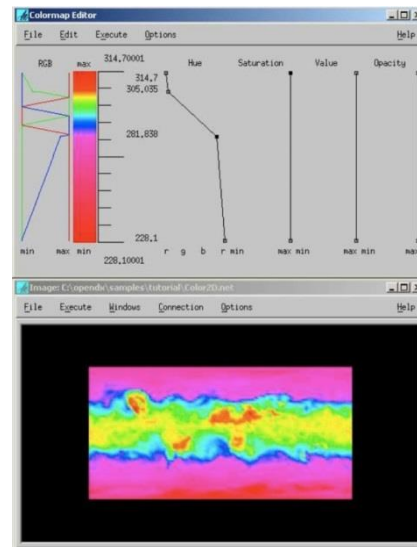 Colormap Editor
File Edit Execute Options Help
RGB max 314.70001 Hue Saturation Value Opacity
314.7
305.035
281.838
228.1
min max min 228.10001 r g b r min max min max min max
Image: C:\opendx\samples\tutorial\Color2D.net
File Execute Windows Connection Options Help